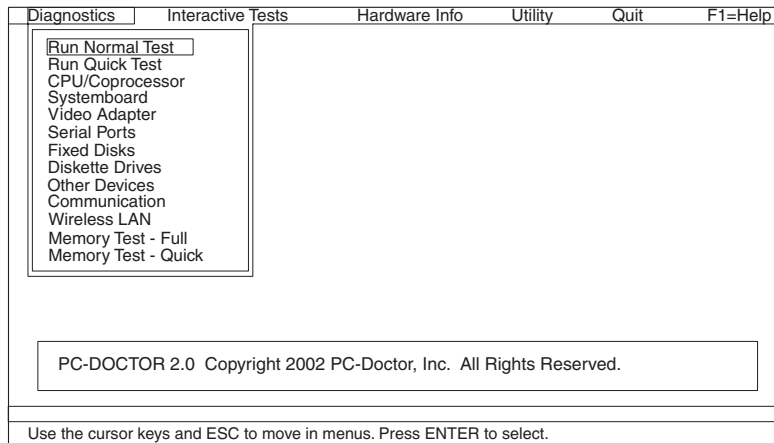 Diagnostics Interactive Tests Hardware Info Utility Quit F1=Help
Run Normal Test
Run Quick Test
CPU/Coprocessor
Systemboard
Video Adapter
Serial Ports
Fixed Disks
Diskette Drives
Other Devices
Communication
Wireless LAN
Memory Test - Full
Memory Test - Quick
PC-DOCTOR 2.0 Copyright 2002 PC-Doctor, Inc. All Rights Reserved.
Use the cursor keys and ESC to move in menus. Press ENTER to select.